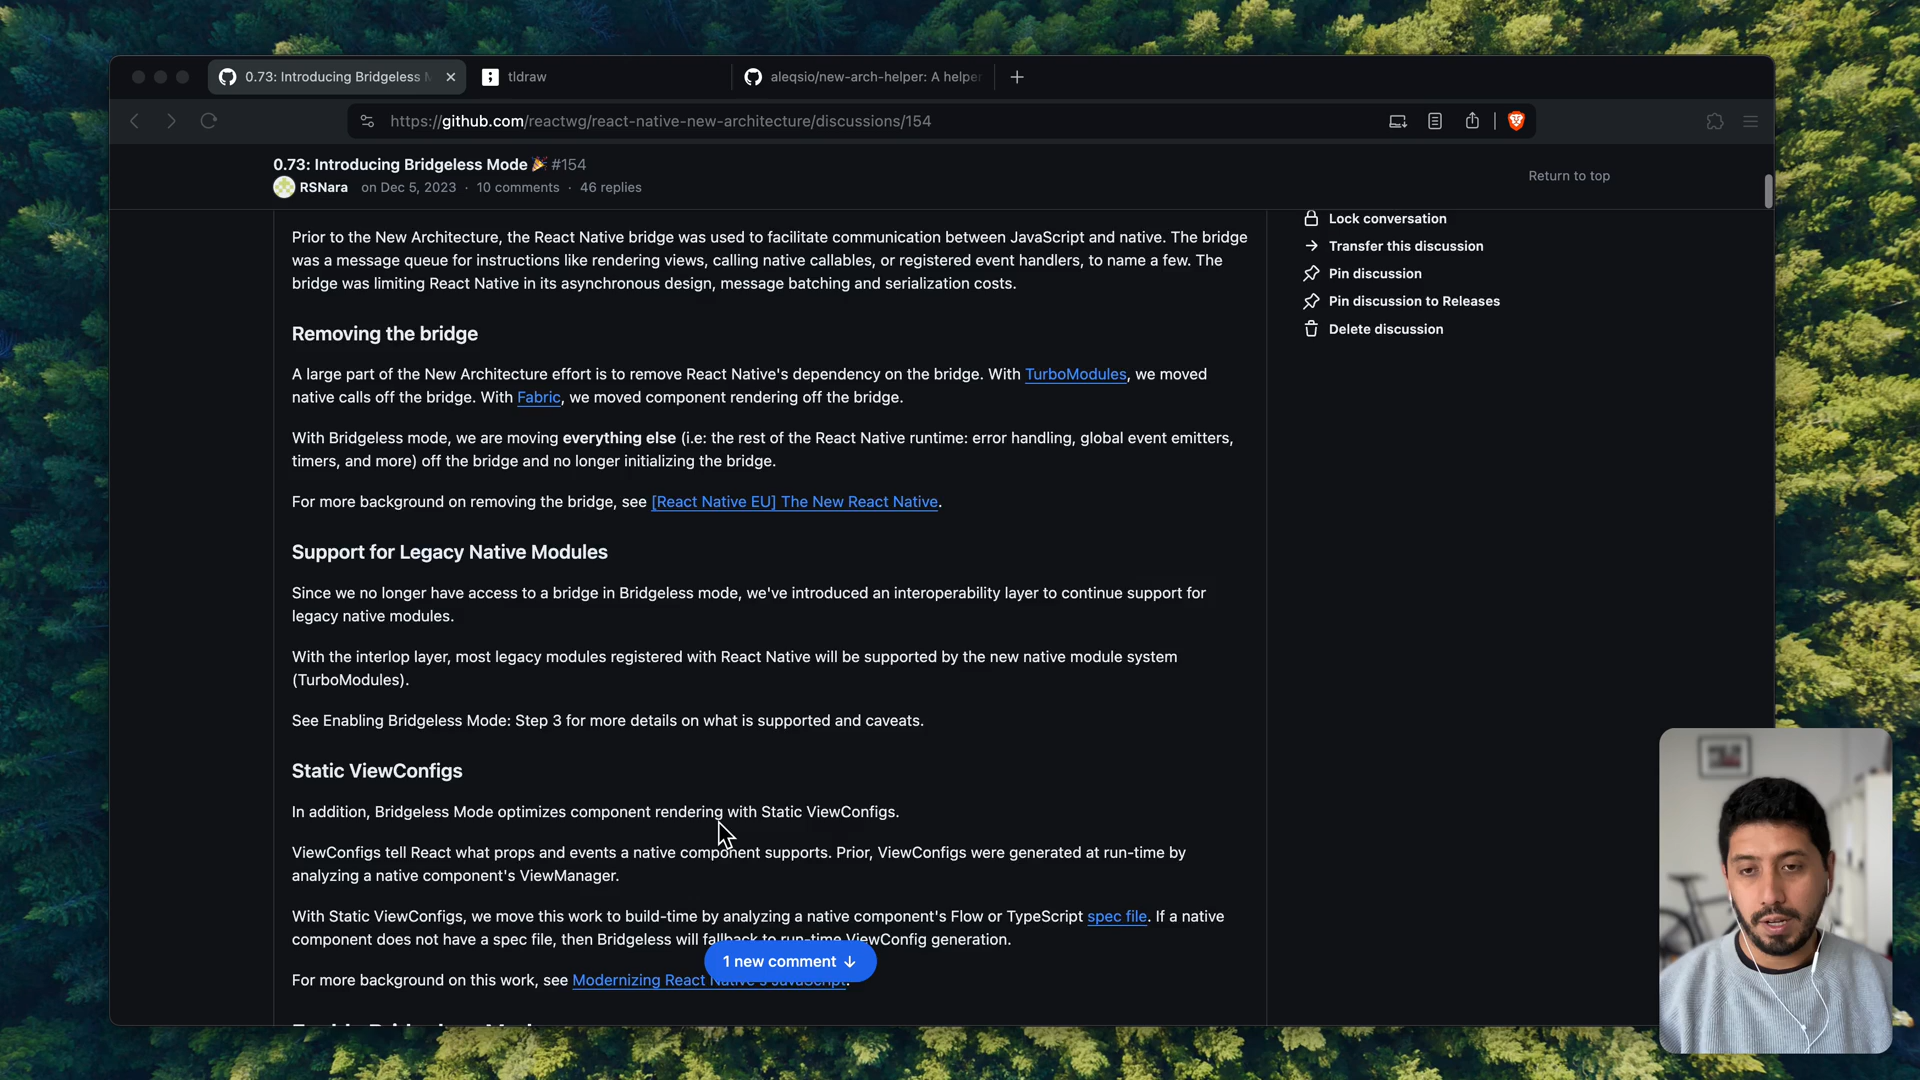 0.73: Introducing Bridgeless M
tldraw
aleqsio/new-arch-helper: A helper
https://github.com/reactwg/react-native-new-architecture/discussions/154
0.73: Introducing Bridgeless Mode 🎉 #154
RSNara on Dec 5, 2023 · 10 comments · 46 replies
Return to top
Prior to the New Architecture, the React Native bridge was used to facilitate communication between JavaScript and native. The bridge
was a message queue for instructions like rendering views, calling native callables, or registered event handlers, to name a few. The
bridge was limiting React Native in its asynchronous design, message batching and serialization costs.
Removing the bridge
A large part of the New Architecture effort is to remove React Native's dependency on the bridge. With TurboModules, we moved
native calls off the bridge. With Fabric, we moved component rendering off the bridge.
With Bridgeless mode, we are moving everything else (i.e: the rest of the React Native runtime: error handling, global event emitters,
timers, and more) off the bridge and no longer initializing the bridge.
For more background on removing the bridge, see [React Native EU] The New React Native.
Support for Legacy Native Modules
Since we no longer have access to a bridge in Bridgeless mode, we've introduced an interoperability layer to continue support for
legacy native modules.
With the interlop layer, most legacy modules registered with React Native will be supported by the new native module system
(TurboModules).
See Enabling Bridgeless Mode: Step 3 for more details on what is supported and caveats.
Static ViewConfigs
In addition, Bridgeless Mode optimizes component rendering with Static ViewConfigs.
ViewConfigs tell React what props and events a native component supports. Prior, ViewConfigs were generated at run-time by
analyzing a native component's ViewManager.
With Static ViewConfigs, we move this work to build-time by analyzing a native component's Flow or TypeScript spec file. If a native
component does not have a spec file, then Bridgeless will fallback to run-time ViewConfig generation.
1 new comment ↓
For more background on this work, see Modernizing React Native's JavaScript.
Lock conversation
Transfer this discussion
Pin discussion
Pin discussion to Releases
Delete discussion